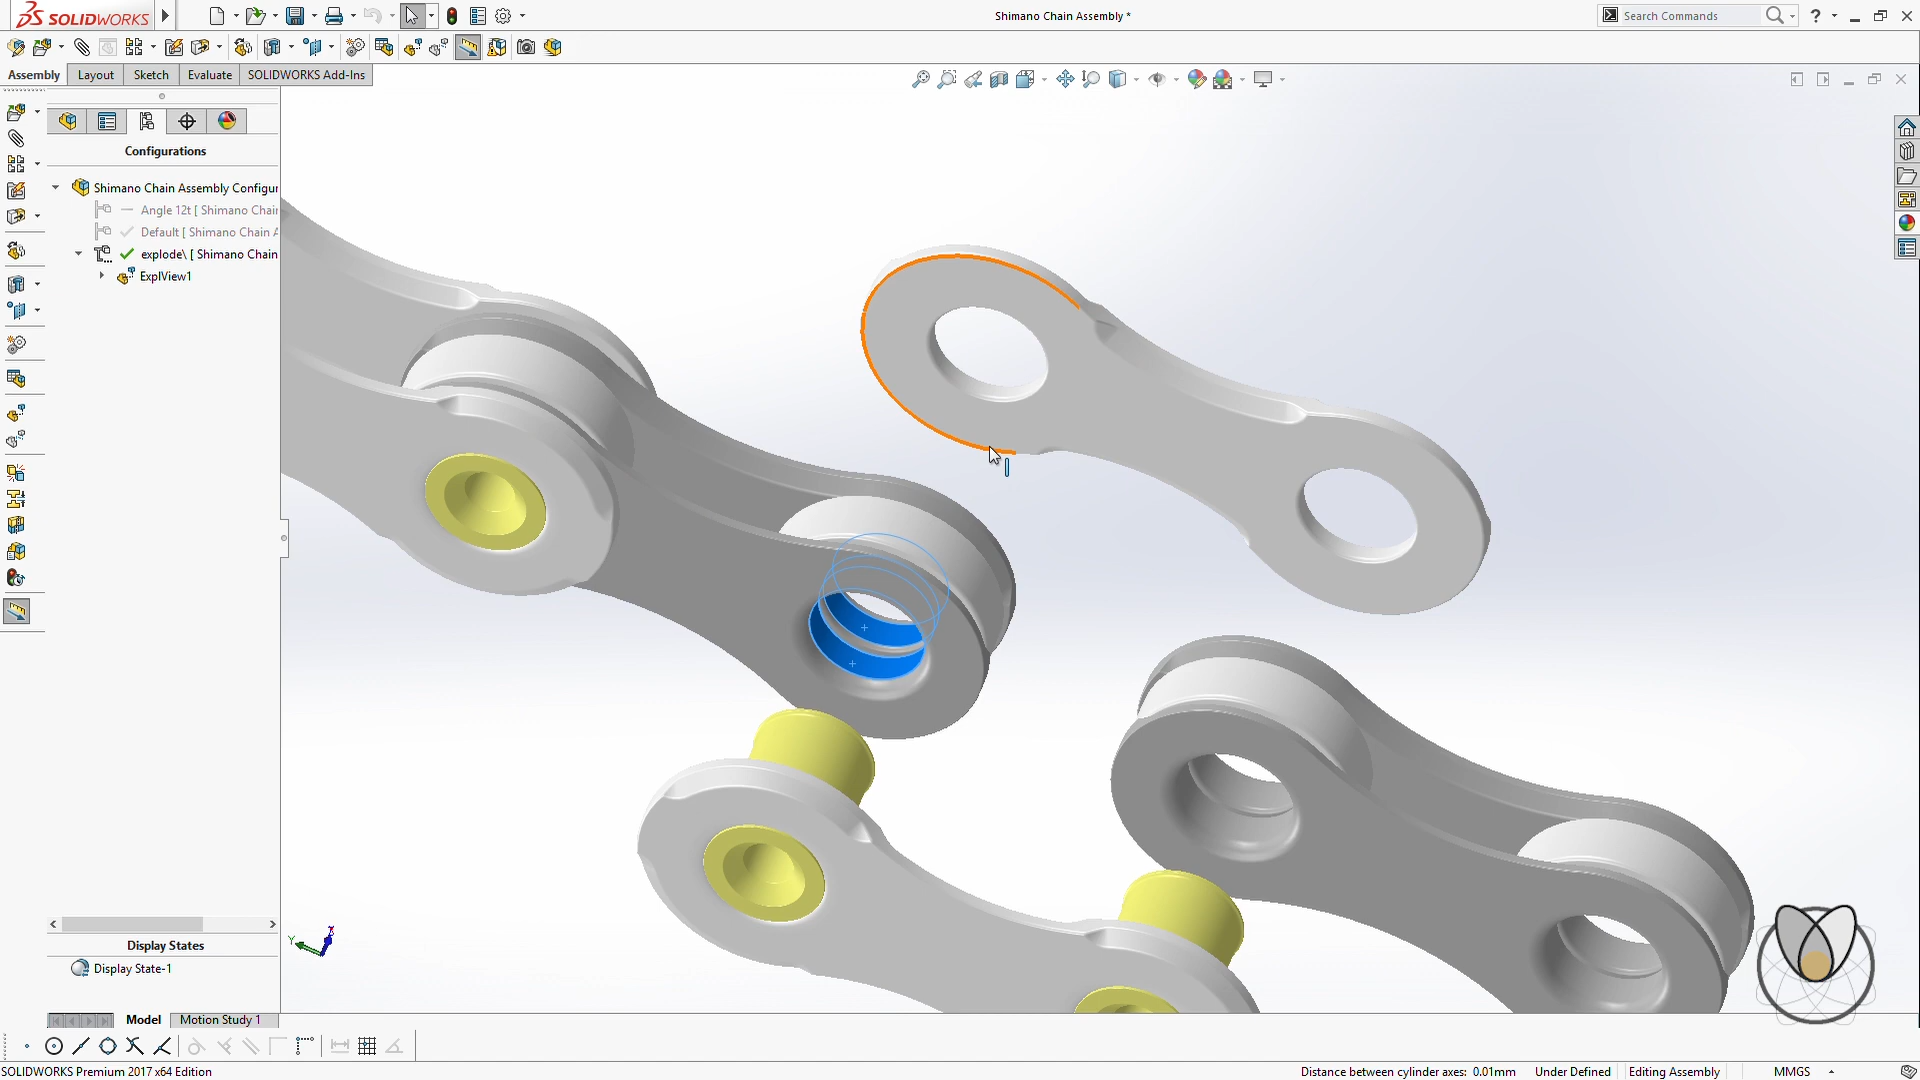 SOLIDWORKS
Shimano Chain Assembly *
Search Commands
?
Assembly
Layout
Sketch
Evaluate
SOLIDWORKS Add-Ins
Configurations
Shimano Chain Assembly Configur
Angle 12t [ Shimano Chain
Default [ Shimano Chain A
explode\ [ Shimano Chain
ExplView1
Display States
Display State-1
Y
Model
Motion Study 1
SOLIDWORKS Premium 2017 x64 Edition
Distance between cylinder axes: 0.01mm
Under Defined
Editing Assembly
MMGS